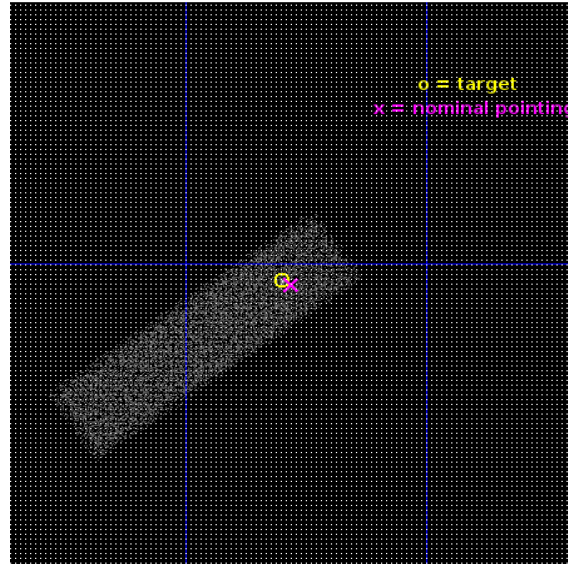 o = target
x = nominal pointing